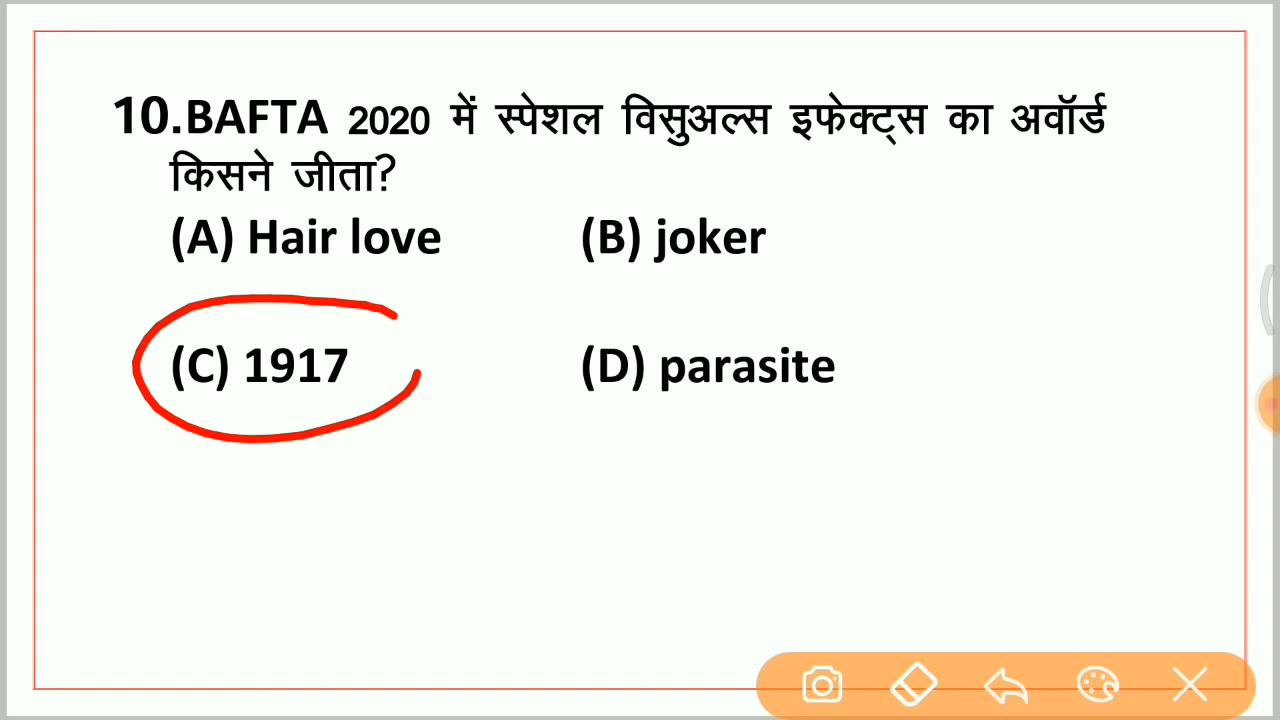 10.BAFTA 2020 में स्पेशल विसुअल्स इफेक्ट्स का अवॉर्ड
किसने जीता?
(A) Hair love (B) joker
(C) 1917 (D) parasite